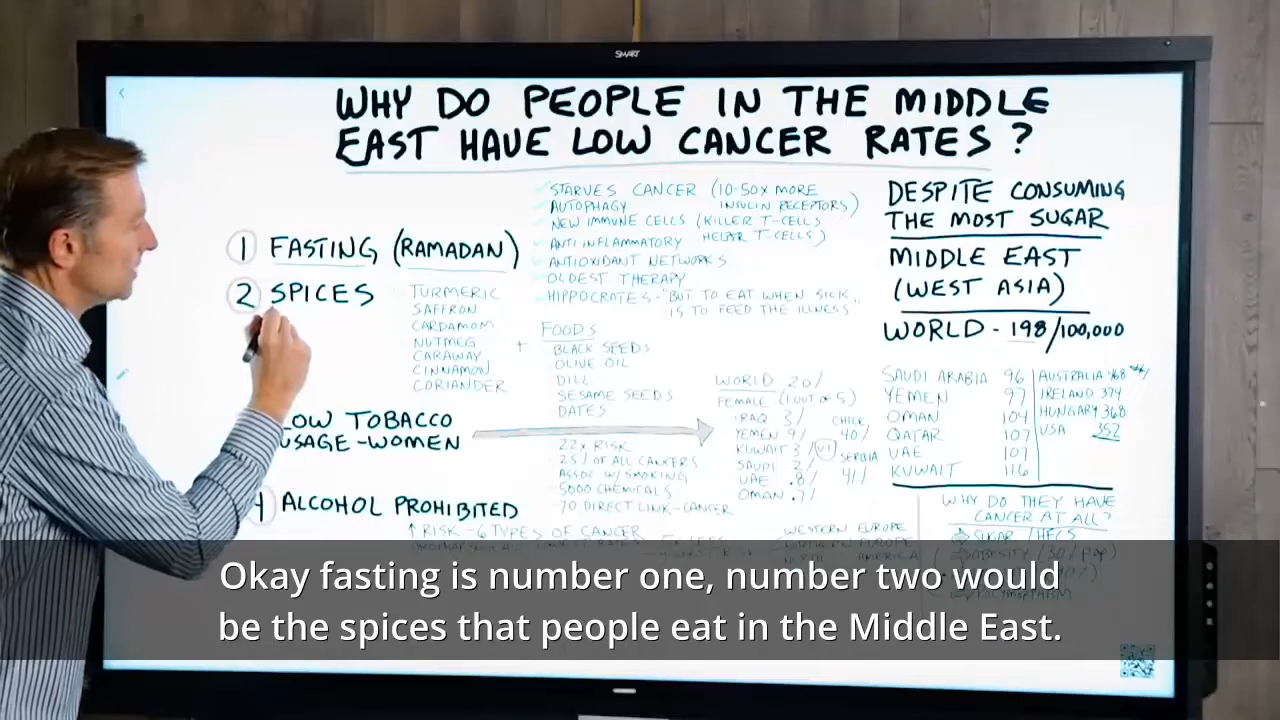 SMART
WHY DO PEOPLE IN THE MIDDLE
EAST HAVE LOW CANCER RATES?
1 FASTING (RAMADAN)
STARVES CANCER (10-50X MORE
INSULIN RECEPTORS)
AUTOPHAGY
NEW IMMUNE CELLS (KILLER T-CELLS
HELPER T-CELLS)
ANTI INFLAMMATORY
ANTIOXIDANT NETWORKS
OLDEST THERAPY
HIPPOCRATES-"BUT TO EAT WHEN SICK,
IS TO FEED THE ILLNESS
2 SPICES
TURMERIC
SAFFRON
CARDAMOM
NUTMEG
CARAWAY
CINNAMON
CORIANDER
+
FOODS
BLACK SEEDS
OLIVE OIL
DILL
SESAME SEEDS
DATES
LOW TOBACCO
USAGE-WOMEN
22X RISK
25% OF ALL CANCERS
ASSOC W/ SMOKING
5000 CHEMICALS
70 DIRECT LINK-CANCER
WORLD 20%
FEMALE (1 OUT OF 5)
IRAQ 3%
YEMEN 9%
KUWAIT 3%
SAUDI 2%
UAE .8%
OMAN .7%
VS
CHILE
40%
SERBIA
41%
4 ALCOHOL PROHIBITED
↑ RISK-6 TYPES OF CANCER
WESTERN EUROPE
DESPITE CONSUMING
THE MOST SUGAR
MIDDLE EAST
(WEST ASIA)
WORLD - 198/100,000
SAUDI ARABIA 96
YEMEN 97
OMAN 104
QATAR 107
UAE 107
KUWAIT 116
AUSTRALIA 468
IRELAND 374
HUNGARY 368
USA 352
WHY DO THEY HAVE
CANCER AT ALL?
SUGAR/HFCS
Okay fasting is number one, number two would
be the spices that people eat in the Middle East.